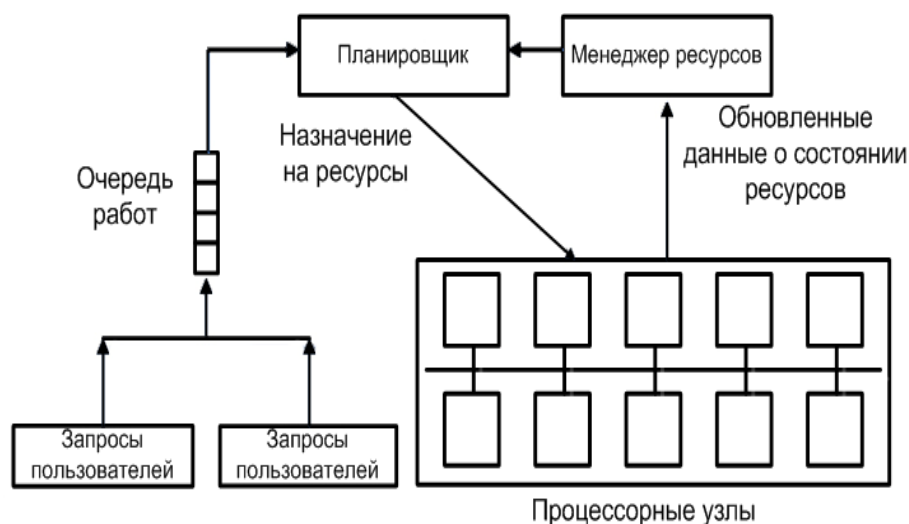 Планировщик
Менеджер ресурсов
Назначение
на ресурсы
Обновленные
данные о состоянии
ресурсов
Очередь
работ
Запросы
пользователей
Запросы
пользователей
Процессорные узлы